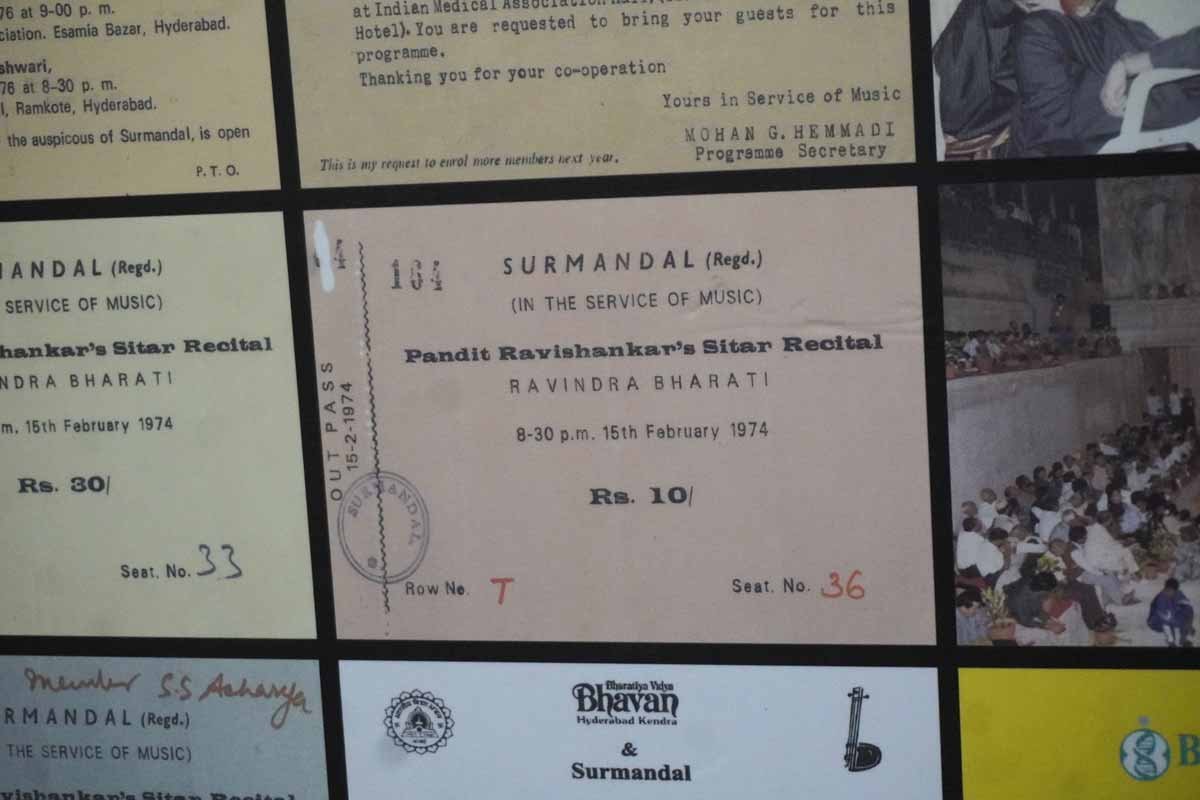 76 at 9-00 p. m.
ciation. Esamia Bazar, Hyderabad.
shwari,
76 at 8-30 p. m.
l, Ramkote, Hyderabad.
the auspicous of Surmandal, is open
P. T. O.
at Indian Medical Association
Hotel). You are requested to bring your guests for this
programme.
Thanking you for your co-operation
Yours in Service of Music
MOHAN G. HEMMADI
Programme Secretary
This is my request to enrol more members next year.
MANDAL (Regd.)
SERVICE OF MUSIC)
hankar's Sitar Recital
NDRA BHARATI
m. 15th February 1974
Rs. 30/
Seat. No. 33
OUT PASS
15-2-1974
SURMANDAL
SURMANDAL (Regd.)
(IN THE SERVICE OF MUSIC)
Pandit Ravishankar's Sitar Recital
RAVINDRA BHARATI
8-30 p.m. 15th February 1974
Rs. 10/
Row No. T Seat. No. 36
Member S.S Acharya
RMANDAL (Regd.)
THE SERVICE OF MUSIC)
vishankar's Sitar Recital
Bharatiya Vidya
Bhavan
Hyderabad Kendra
&
Surmandal
B